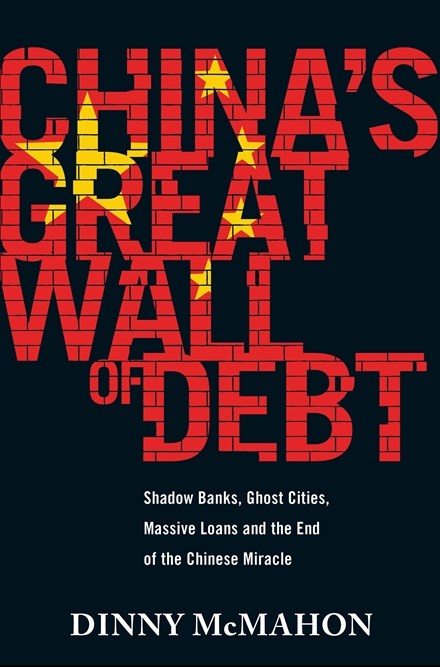 CHINA'S
GREAT
WALL
OF DEBT
Shadow Banks, Ghost Cities,
Massive Loans and the End
of the Chinese Miracle
DINNY McMAHON